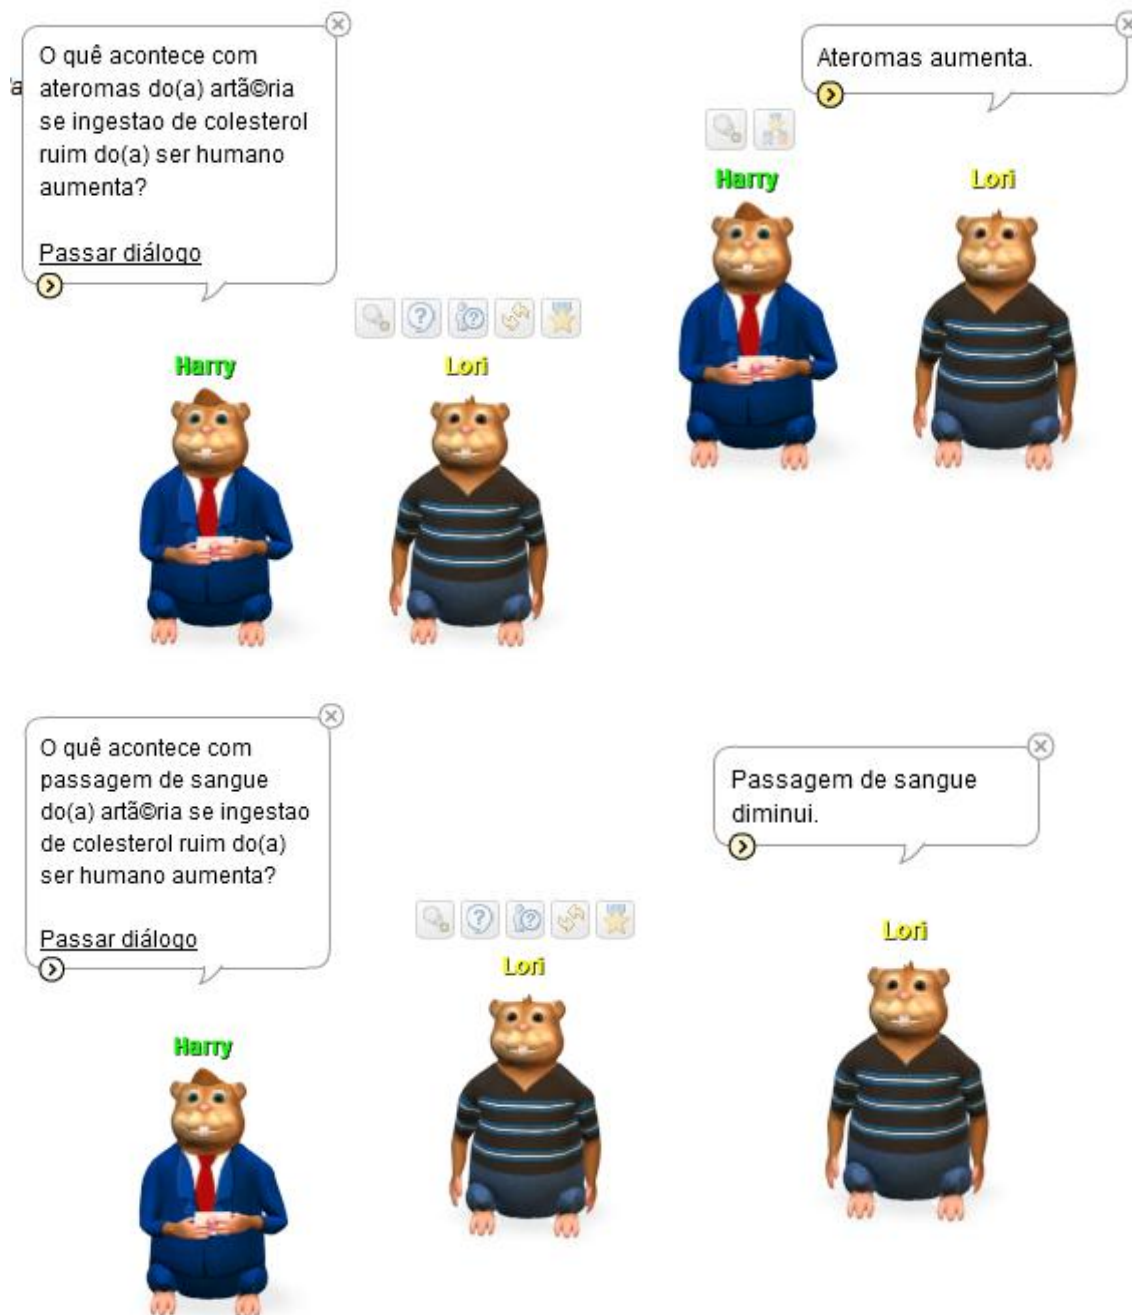 O quê acontece com
ateromas do(a) artã©ria
se ingestao de colesterol
ruim do(a) ser humano
aumenta?
Passar diálogo
Harry
Lori
Ateromas aumenta.
Harry
Lori
O quê acontece com
passagem de sangue
do(a) artã©ria se ingestao
de colesterol ruim do(a)
ser humano aumenta?
Passar diálogo
Harry
Lori
Passagem de sangue
diminui.
Lori